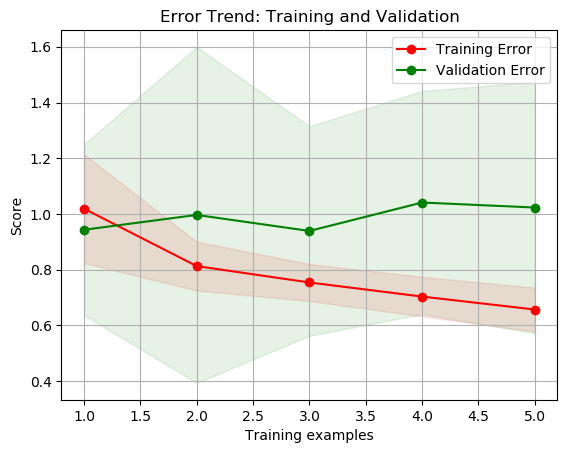 Error Trend: Training and Validation
Training Error
Validation Error
1.6
1.4
1.2
1.0
0.8
0.6
0.4
Score
1.0 1.5 2.0 2.5 3.0 3.5 4.0 4.5 5.0
Training examples